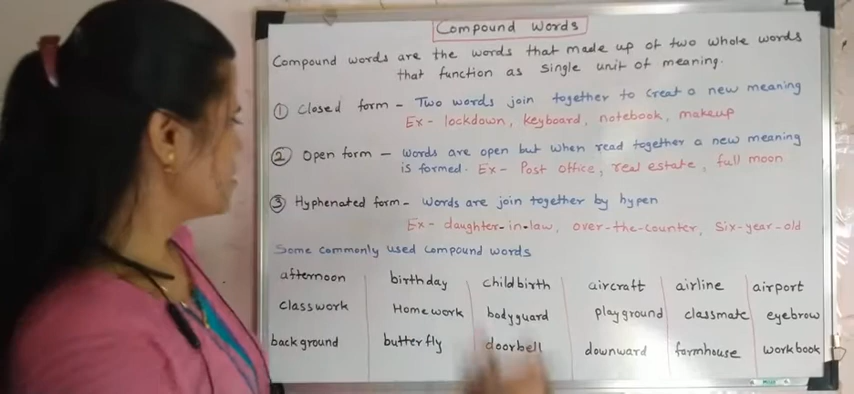 Compound Words
Compound words are the words that made up of two whole words
that function as single unit of meaning.
① Closed form - Two words join together to creat a new meaning
Ex - lockdown, keyboard, notebook, makeup
② Open form - words are open but when read together a new meaning
is formed. Ex - Post office, real estate, full moon
③ Hyphenated form - Words are join together by hypen
Ex - daughter-in-law, over-the-counter, Six-year-old
Some commonly used compound words
afternoon birthday childbirth aircraft airline airport
classwork Homework bodyguard playground classmate eyebrow
background butterfly doorbell downward farmhouse workbook